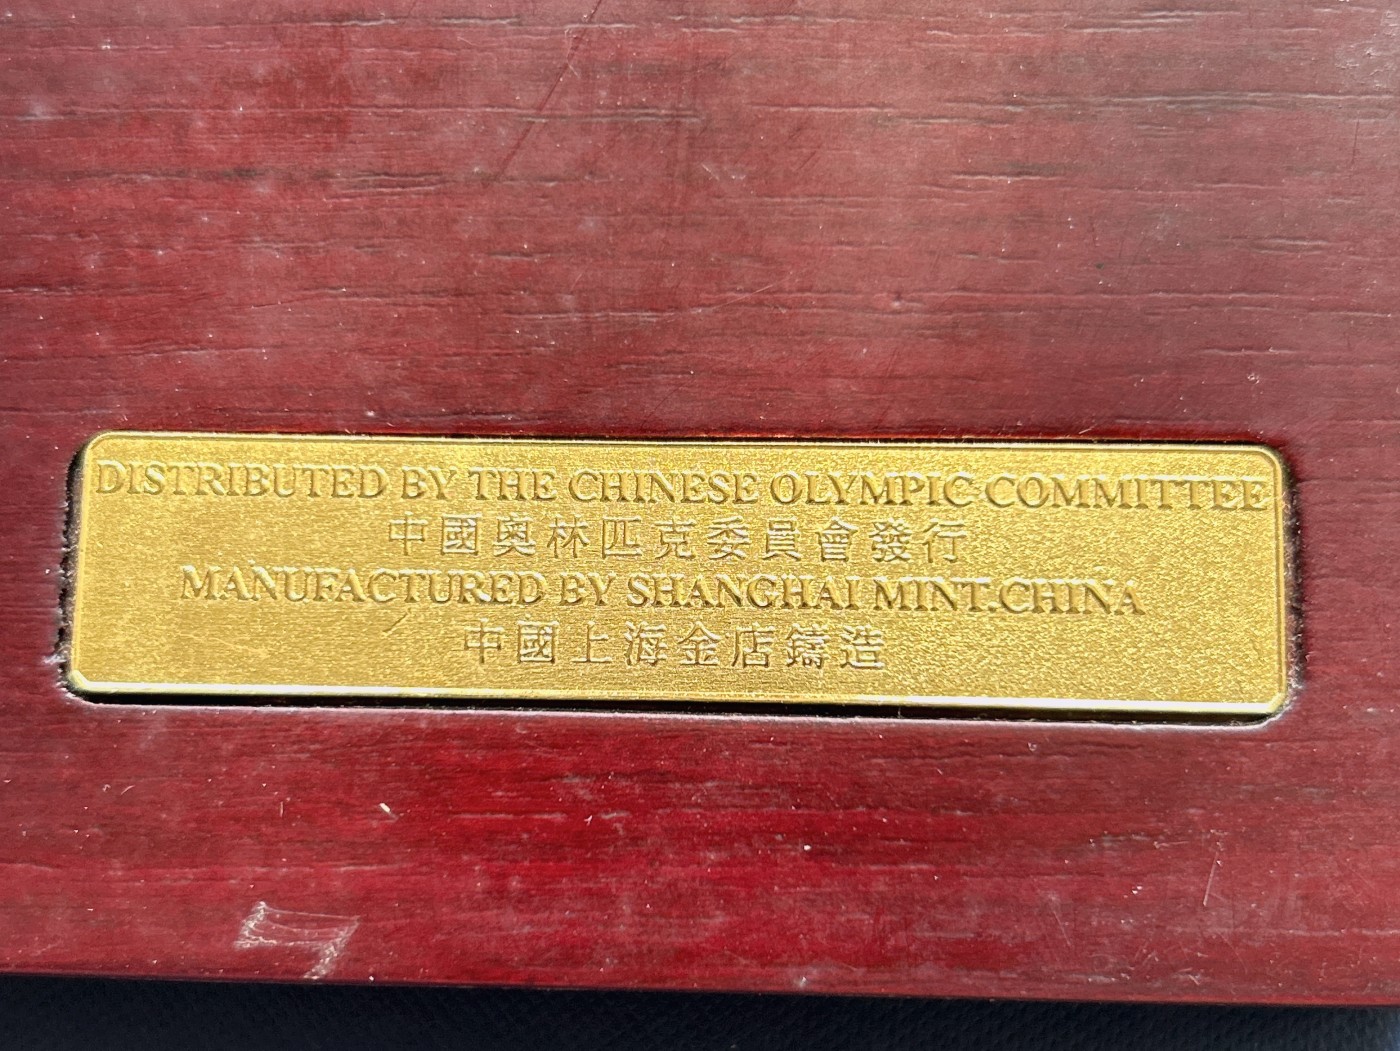 DISTRIBUTED BY THE CHINESE OLYMPIC COMMITTEE
中國奧林匹克委員會發行
MANUFACTURED BY SHANGHAI MINT.CHINA
中國上海金店鑄造